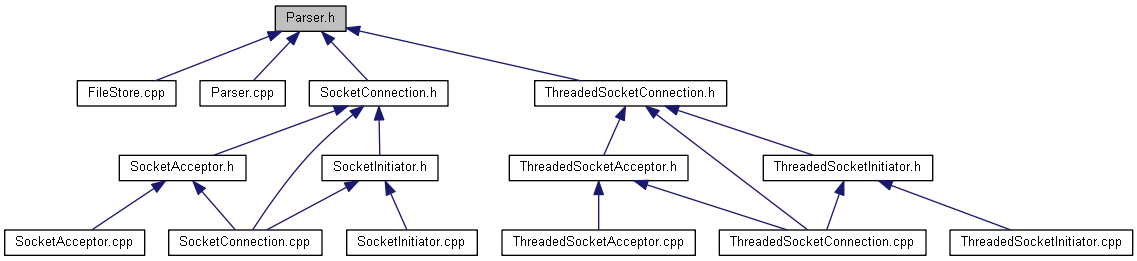 Parser.h
FileStore.cpp
Parser.cpp
SocketConnection.h
ThreadedSocketConnection.h
SocketAcceptor.h
SocketInitiator.h
ThreadedSocketAcceptor.h
ThreadedSocketInitiator.h
SocketAcceptor.cpp
SocketConnection.cpp
SocketInitiator.cpp
ThreadedSocketAcceptor.cpp
ThreadedSocketConnection.cpp
ThreadedSocketInitiator.cpp